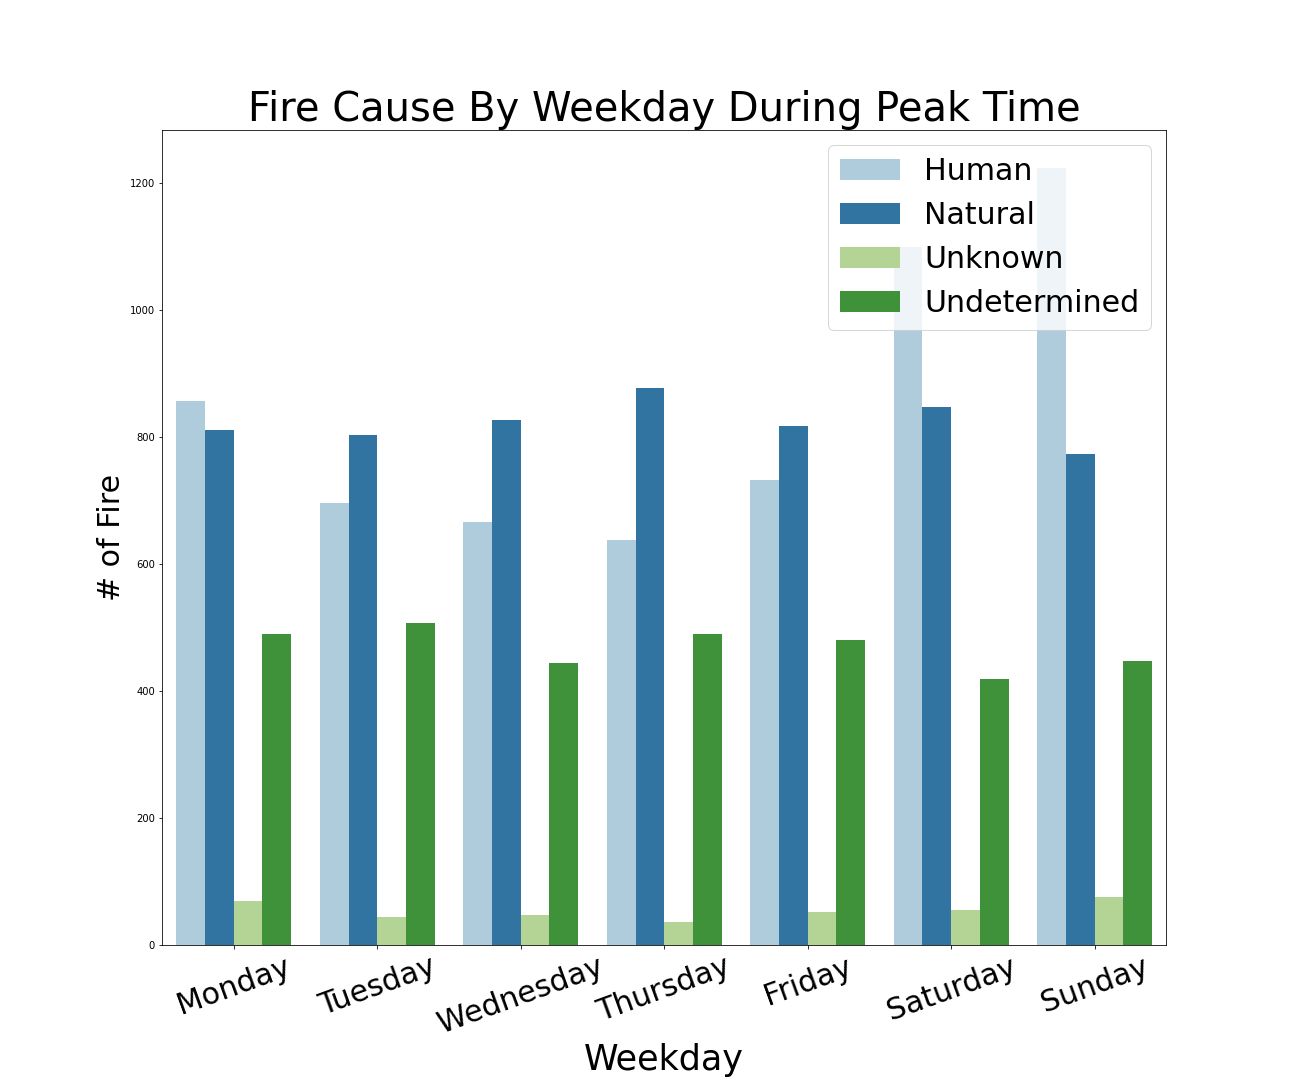 Fire Cause By Weekday During Peak Time
Human
Natural
Unknown
Undetermined
1200
1000
800
600
400
200
0
# of Fire
Monday
Tuesday
Wednesday
Thursday
Friday
Saturday
Sunday
Weekday